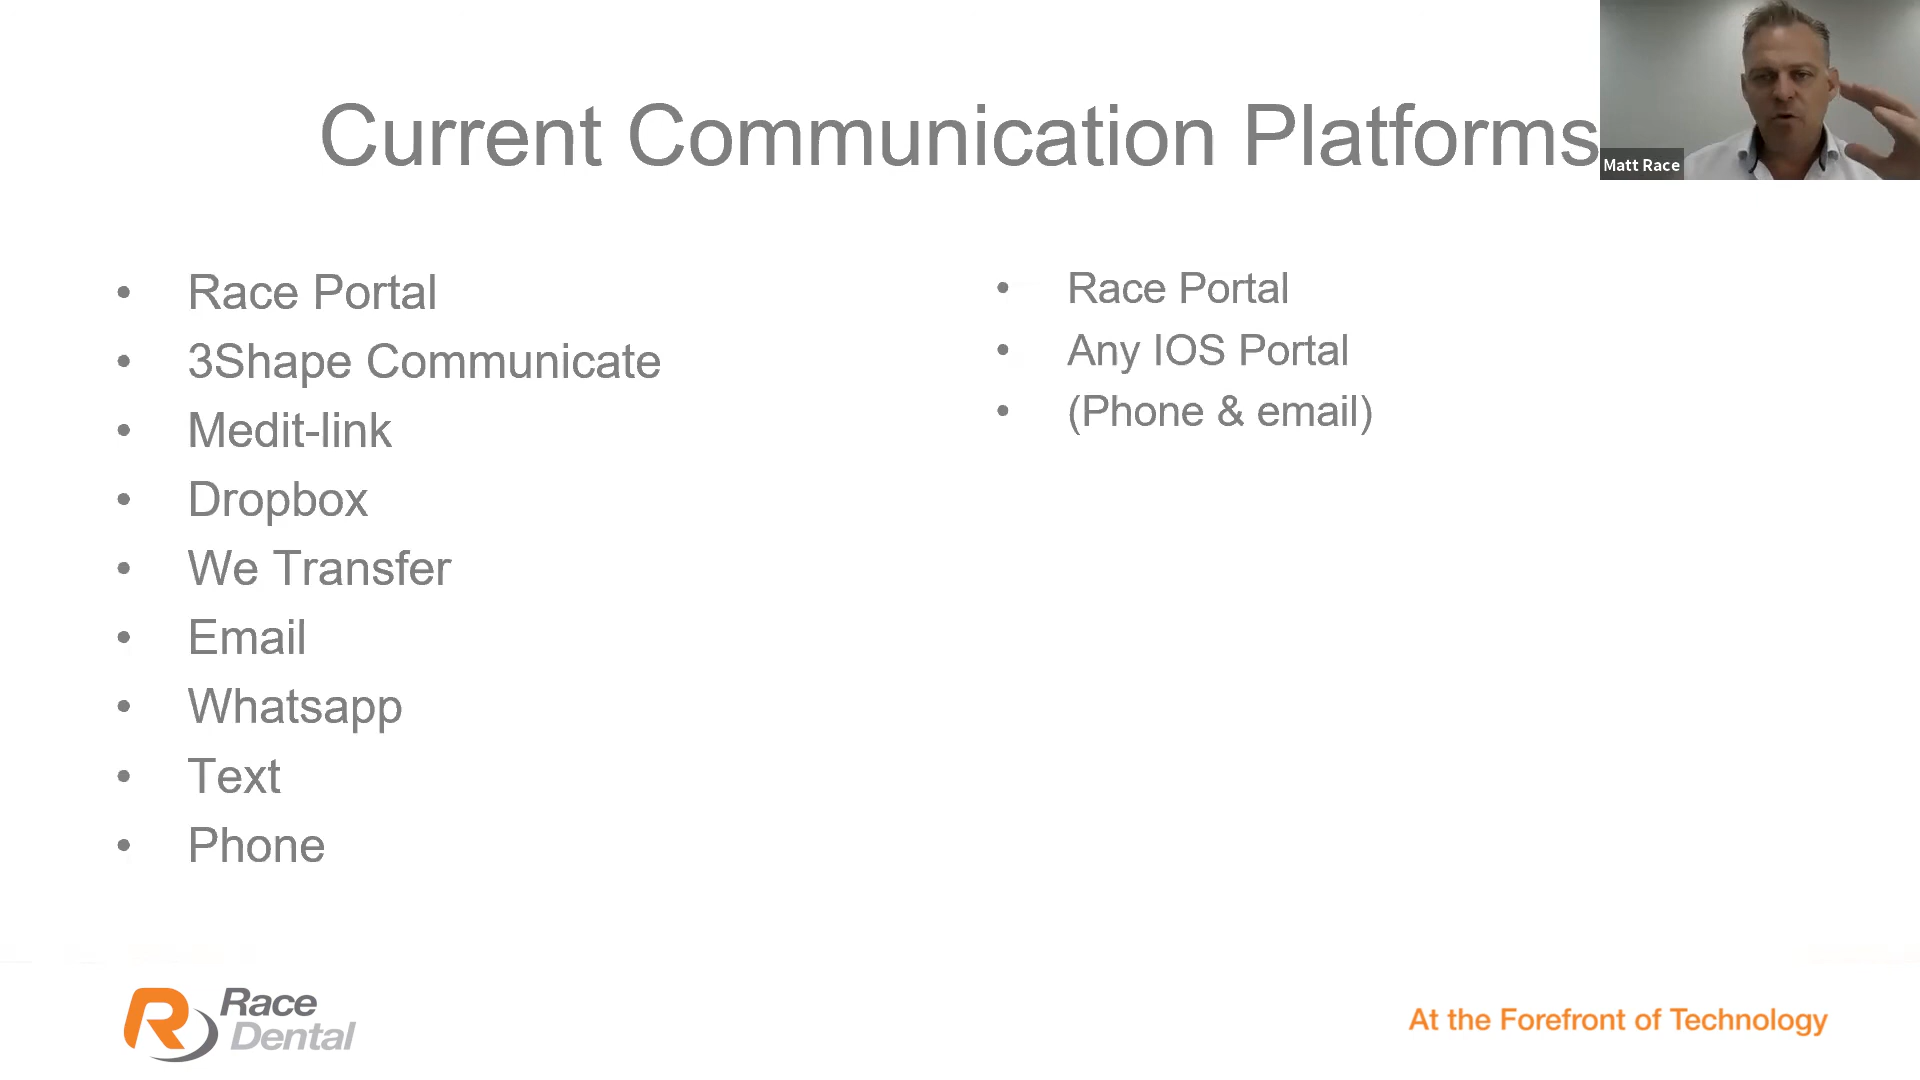 Current Communication Platforms
Matt Race
• Race Portal
• 3Shape Communicate
• Medit-link
• Dropbox
• We Transfer
• Email
• Whatsapp
• Text
• Phone
• Race Portal
• Any IOS Portal
• (Phone & email)
R Race
Dental
At the Forefront of Technology